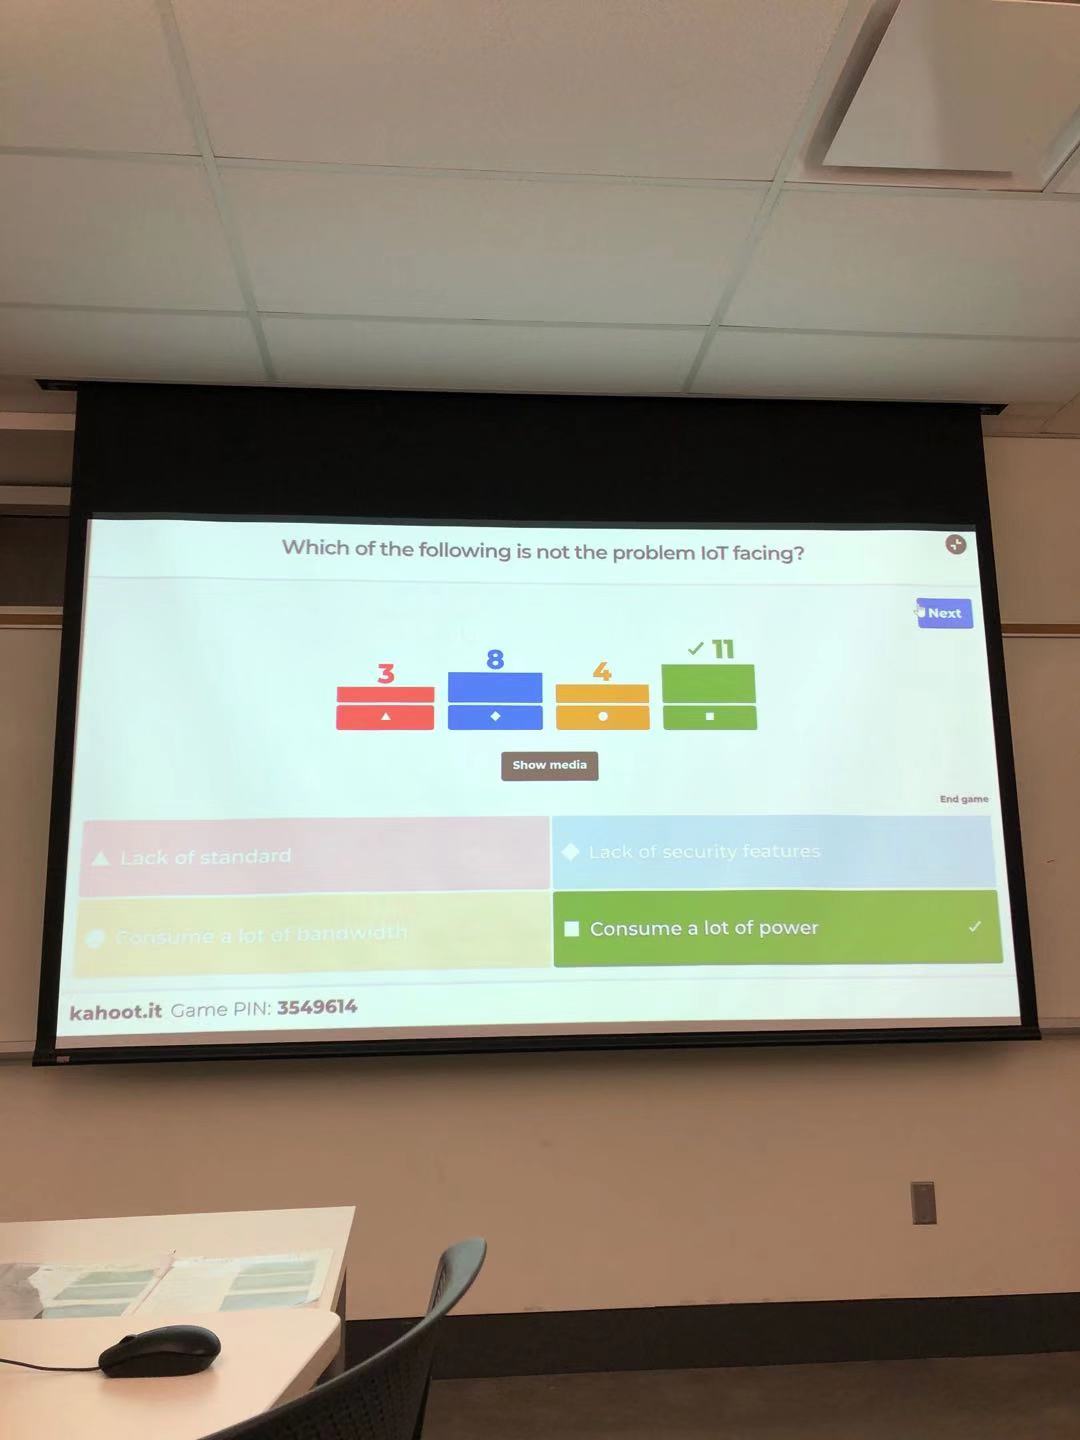 Which of the following is not the problem IoT facing?
Next
3
8
4
11
Show media
End game
Lack of standard
Lack of security features
Consume a lot of bandwidth
Consume a lot of power
kahoot.it Game PIN: 3549614